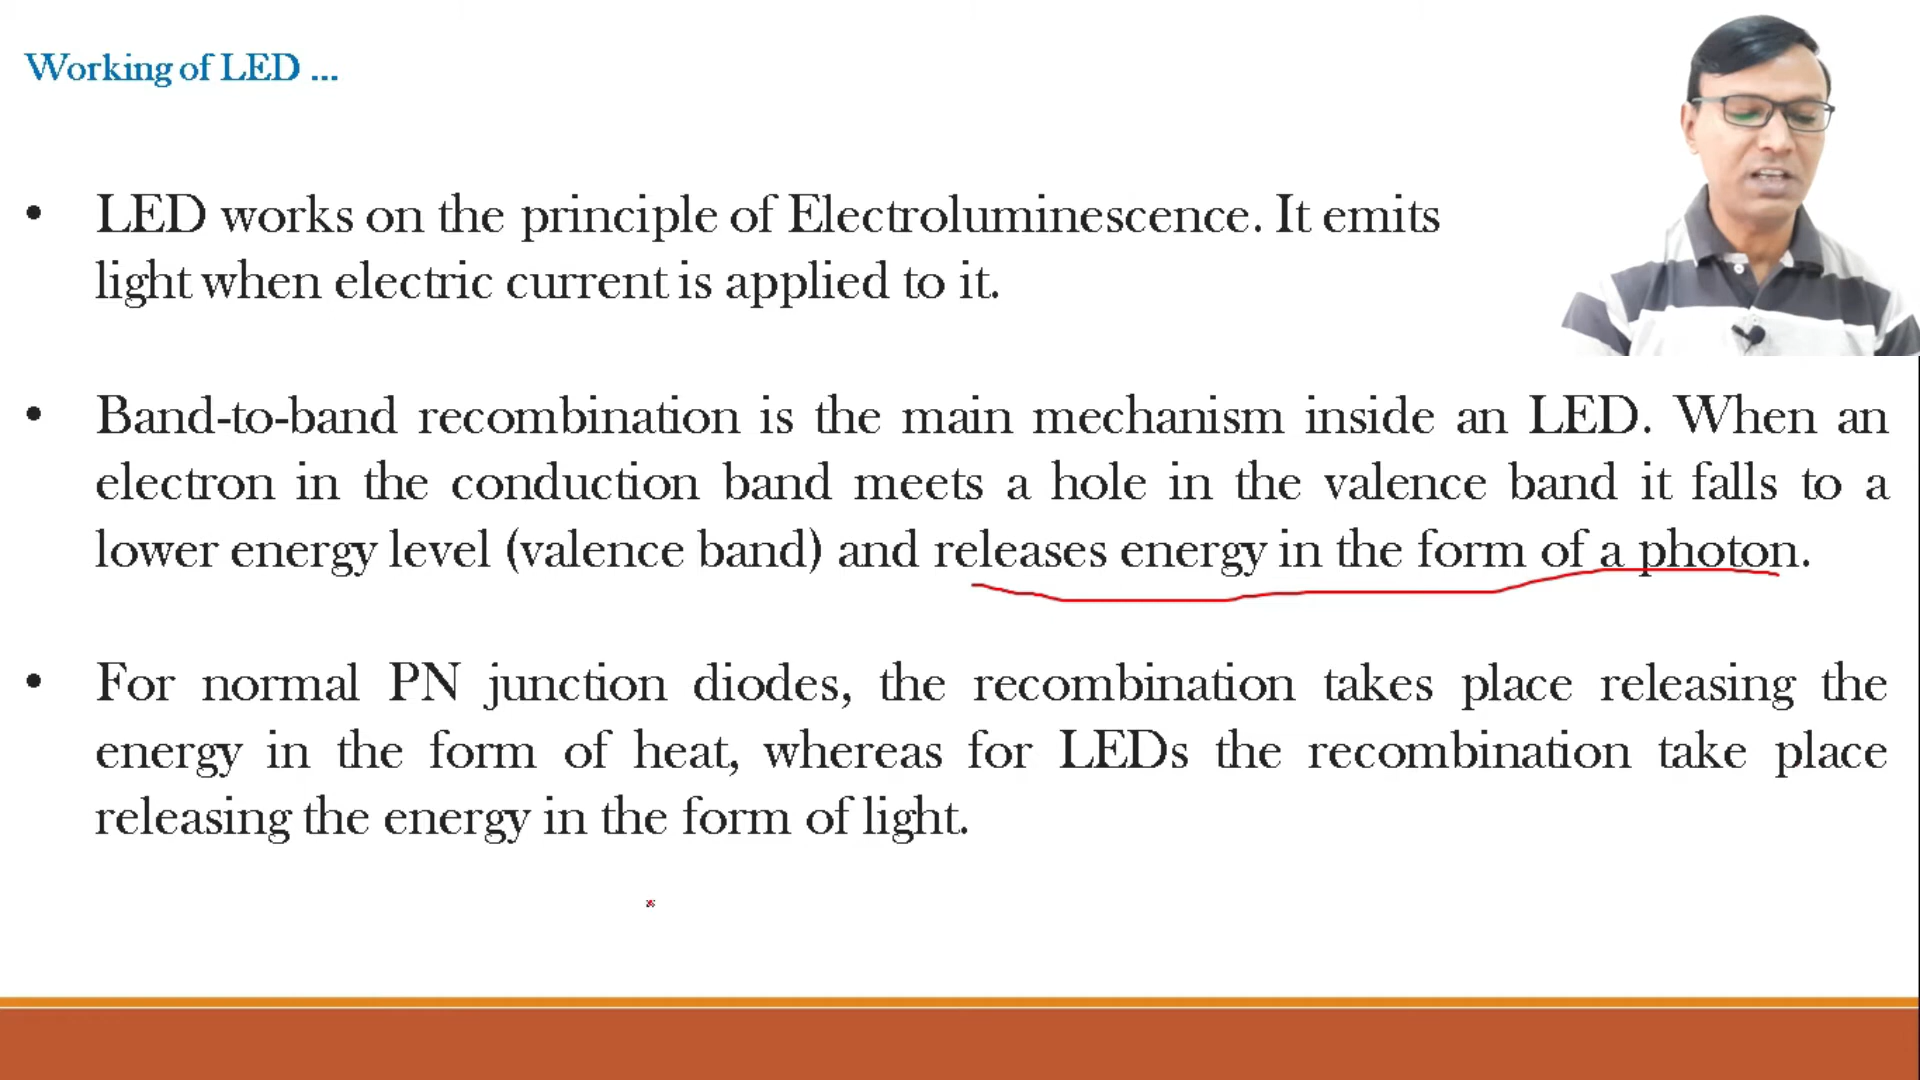 Working of LED ...
• LED works on the principle of Electroluminescence. It emits
light when electric current is applied to it.
• Band-to-band recombination is the main mechanism inside an LED. When an
electron in the conduction band meets a hole in the valence band it falls to a
lower energy level (valence band) and releases energy in the form of a photon.
• For normal PN junction diodes, the recombination takes place releasing the
energy in the form of heat, whereas for LEDs the recombination take place
releasing the energy in the form of light.